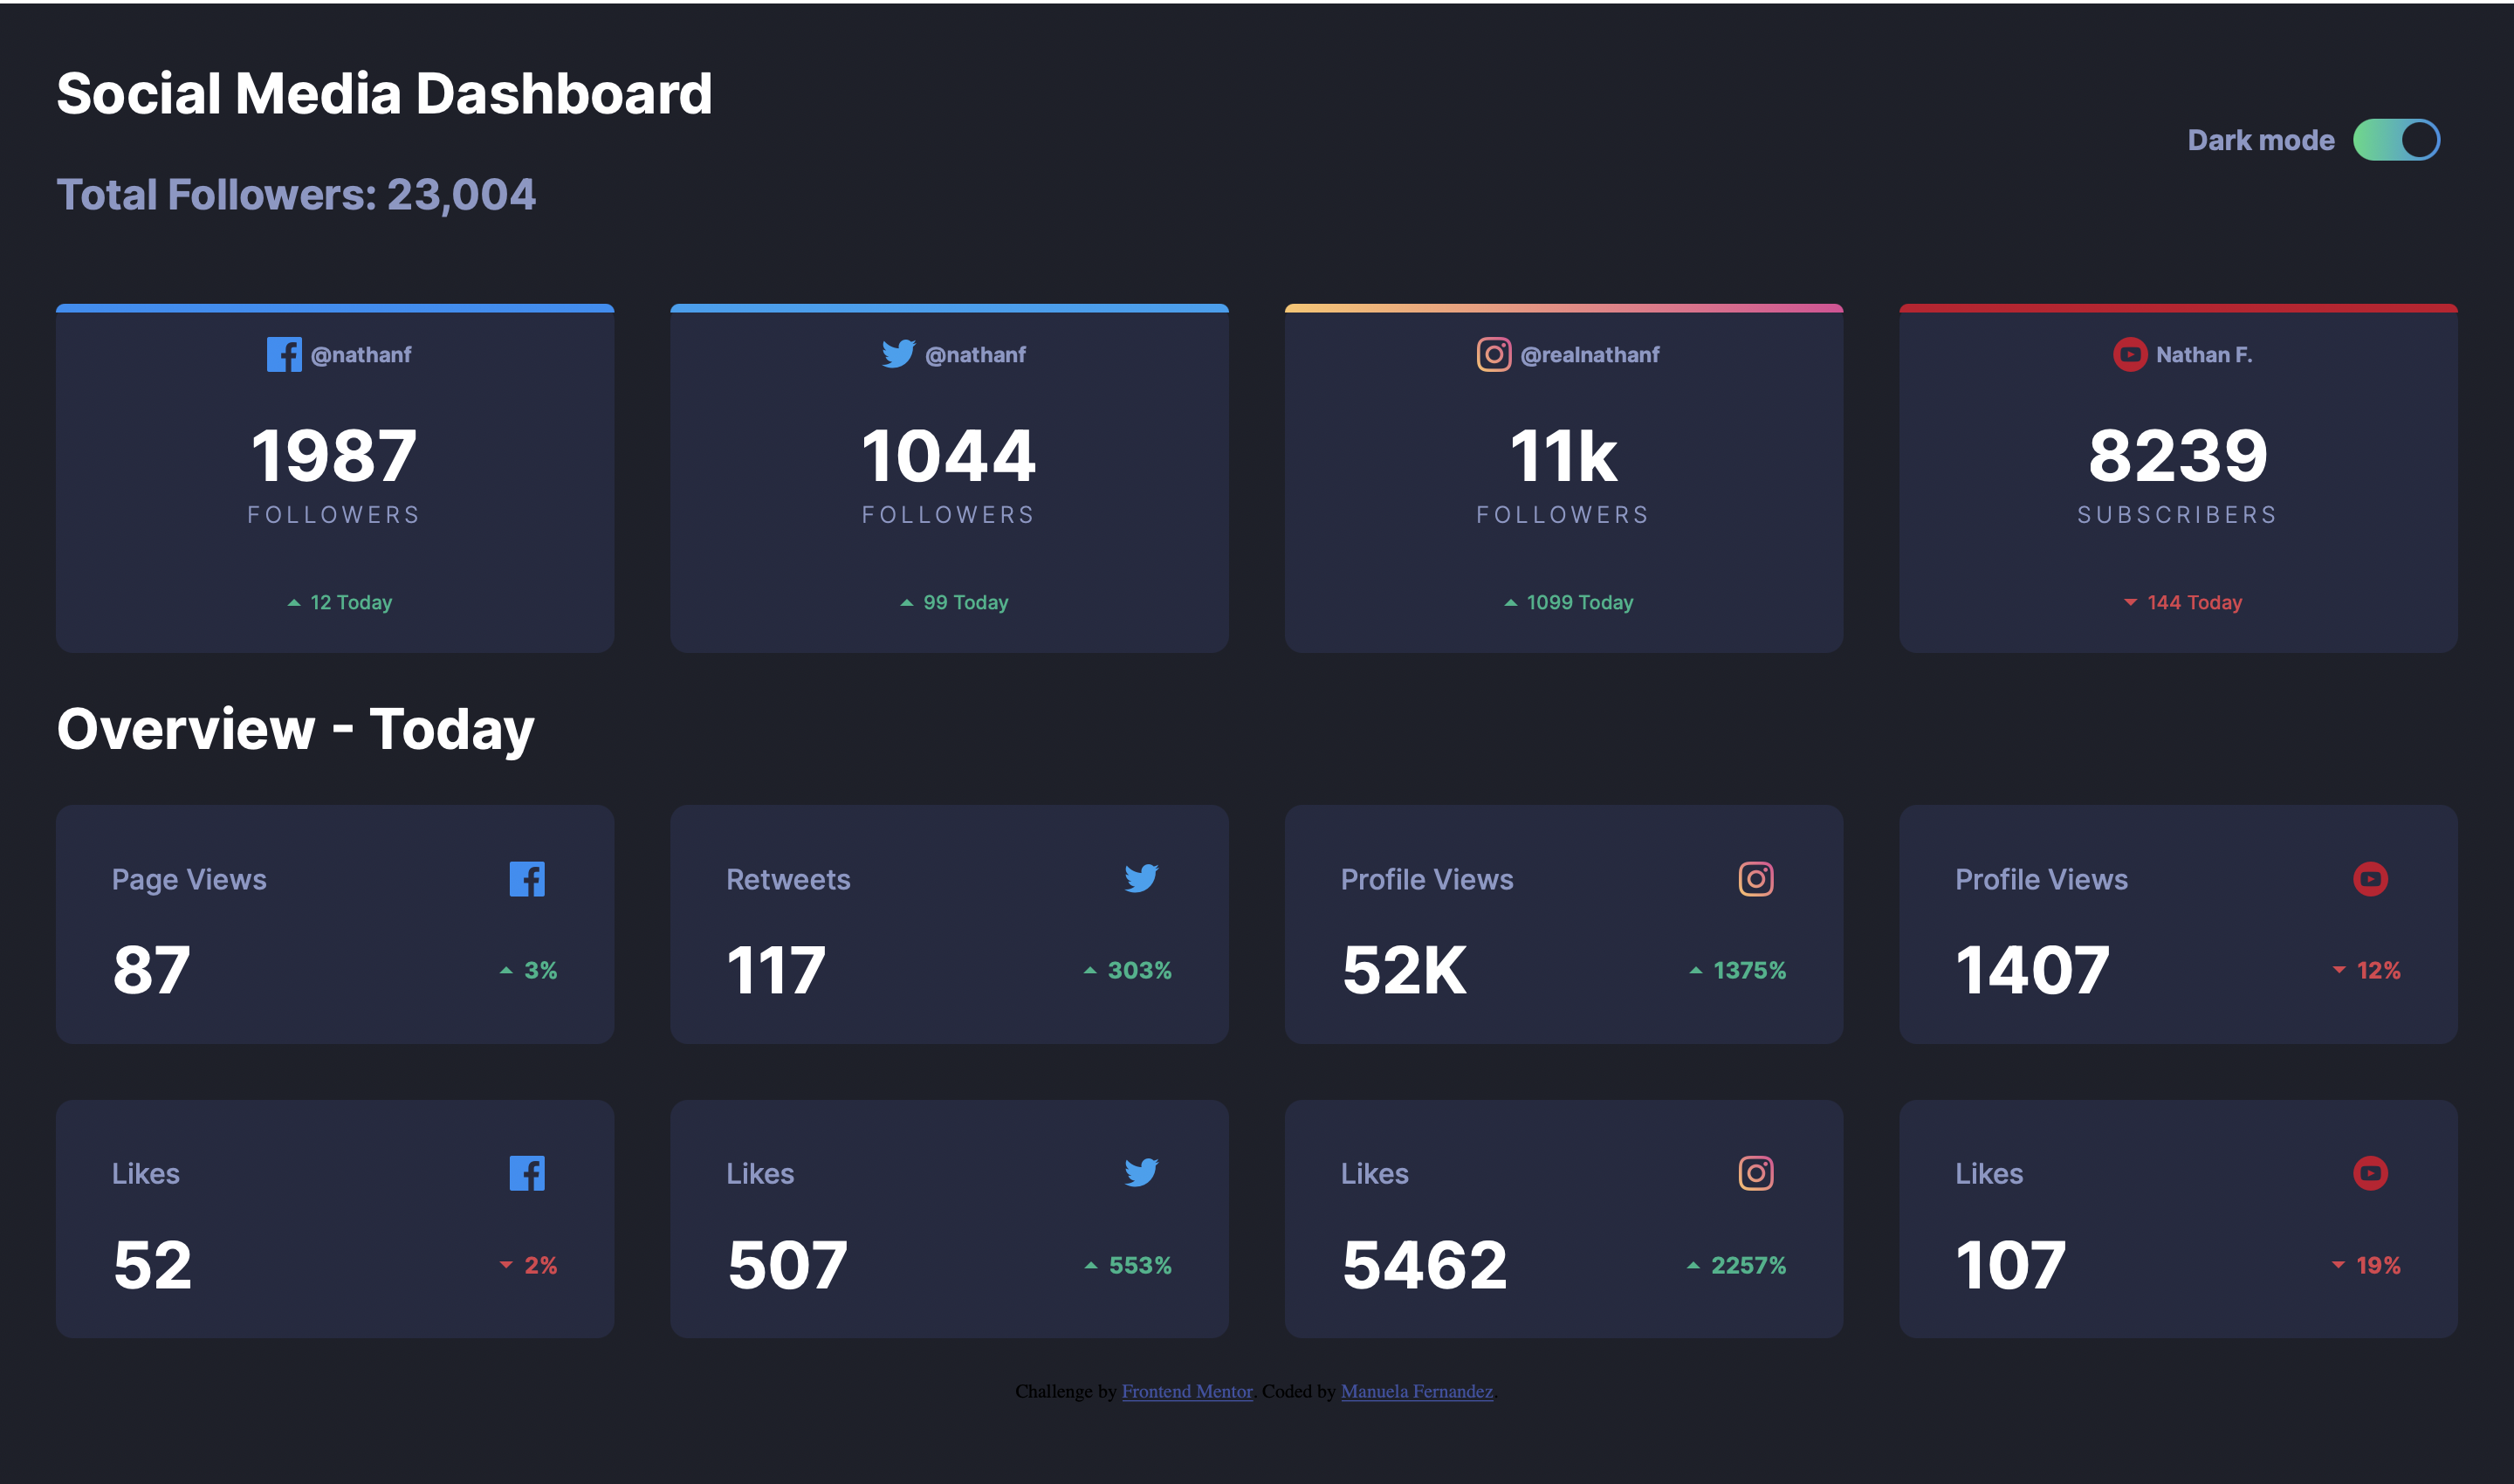 Social Media Dashboard
Dark mode
Total Followers: 23,004
@nathanf
1987
FOLLOWERS
12 Today
@nathanf
1044
FOLLOWERS
99 Today
@realnathanf
11k
FOLLOWERS
1099 Today
Nathan F.
8239
SUBSCRIBERS
144 Today
Overview - Today
Page Views
87
3%
Retweets
117
303%
Profile Views
52K
1375%
Profile Views
1407
12%
Likes
52
2%
Likes
507
553%
Likes
5462
2257%
Likes
107
19%
Challenge by Frontend Mentor. Coded by Manuela Fernandez.